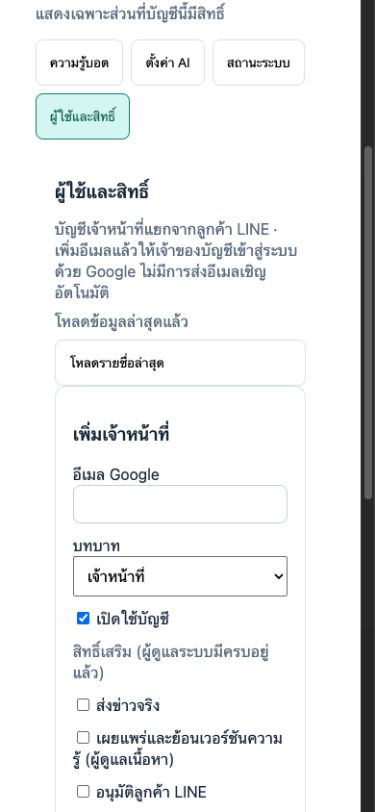 แสดงเฉพาะส่วนที่บัญชีนี้มีสิทธิ์
ความรู้บอต
ตั้งค่า AI
สถานะระบบ
ผู้ใช้และสิทธิ์
ผู้ใช้และสิทธิ์
บัญชีเจ้าหน้าที่แยกจากลูกค้า LINE ·
เพิ่มอีเมลแล้วให้เจ้าของบัญชีเข้าสู่ระบบ
ด้วย Google ไม่มีการส่งอีเมลเชิญ
อัตโนมัติ
โหลดข้อมูลล่าสุดแล้ว
โหลดรายชื่อล่าสุด
เพิ่มเจ้าหน้าที่
อีเมล Google
บทบาท
เจ้าหน้าที่
เปิดใช้บัญชี
สิทธิ์เสริม (ผู้ดูแลระบบมีครบอยู่
แล้ว)
ส่งข่าวจริง
เผยแพร่และย้อนเวอร์ชันความ
รู้ (ผู้ดูแลเนื้อหา)
อนุมัติลูกค้า LINE